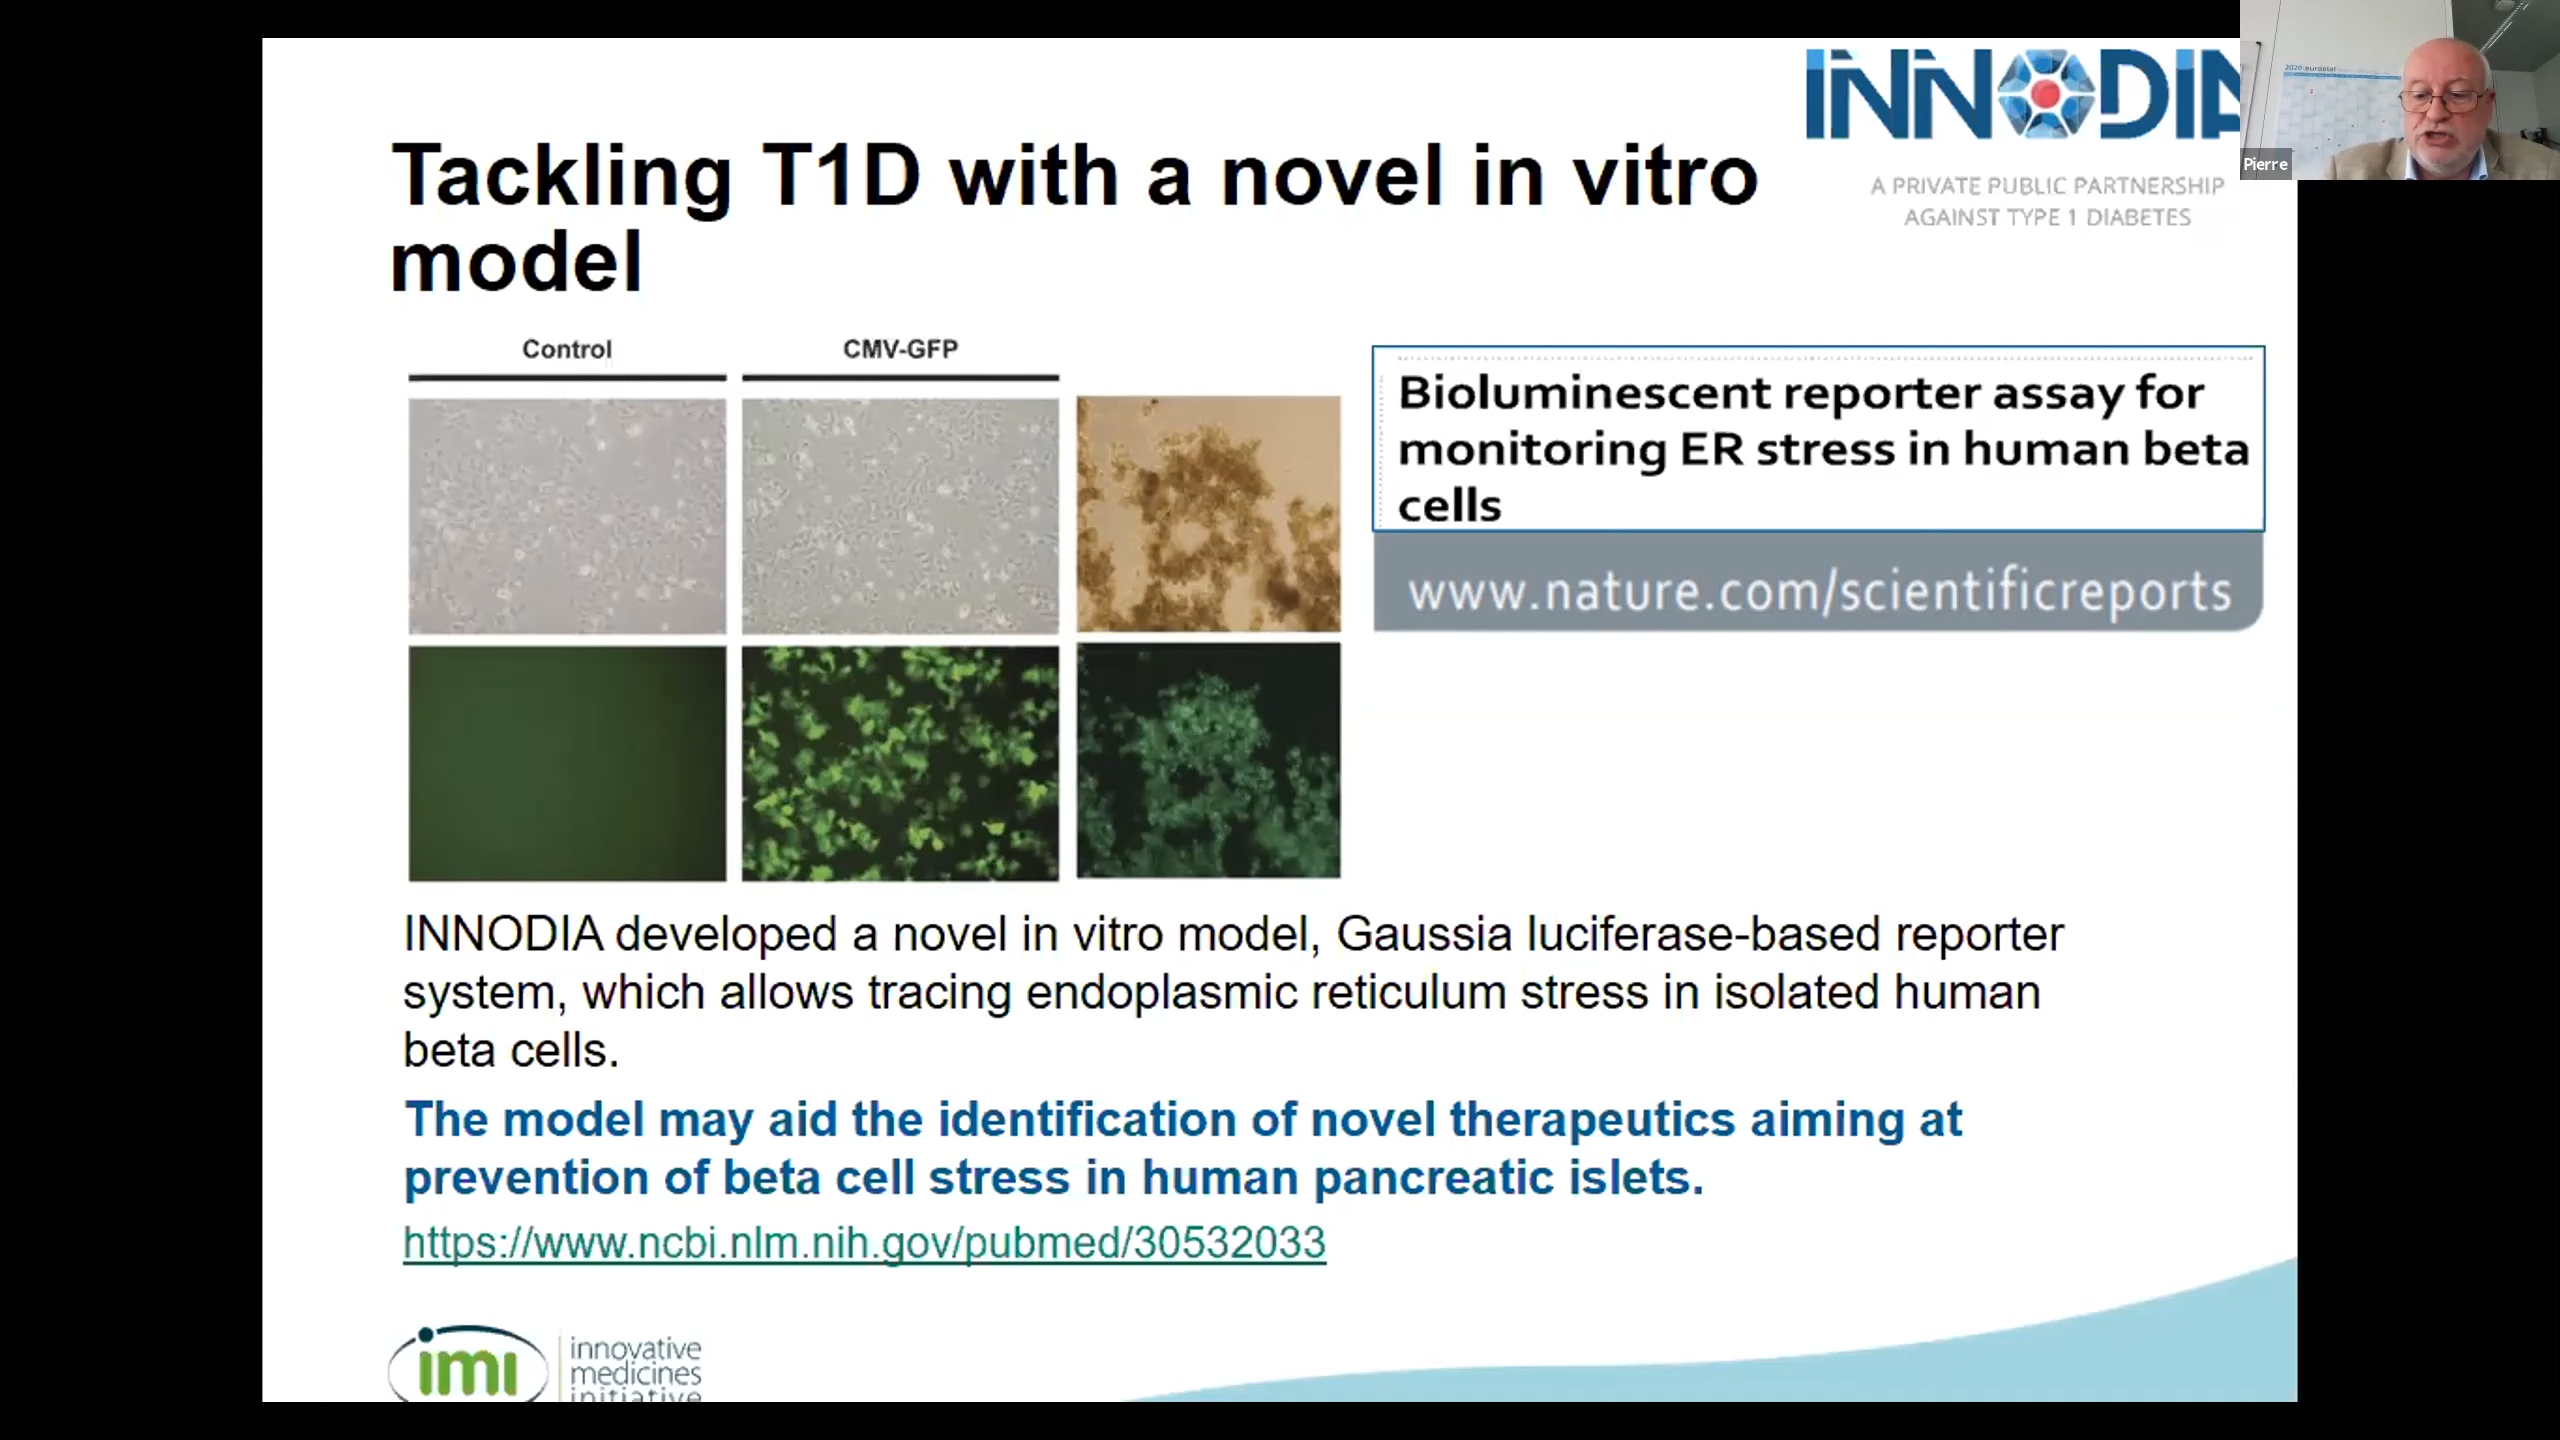 INNODIA
A PRIVATE PUBLIC PARTNERSHIP
AGAINST TYPE 1 DIABETES
2020 eurostat
Pierre
Tackling T1D with a novel in vitro
model
Control
CMV-GFP
Bioluminescent reporter assay for
monitoring ER stress in human beta
cells
www.nature.com/scientificreports
INNODIA developed a novel in vitro model, Gaussia luciferase-based reporter
system, which allows tracing endoplasmic reticulum stress in isolated human
beta cells.
The model may aid the identification of novel therapeutics aiming at
prevention of beta cell stress in human pancreatic islets.
https://www.ncbi.nlm.nih.gov/pubmed/30532033
imi
innovative
medicines
initiative